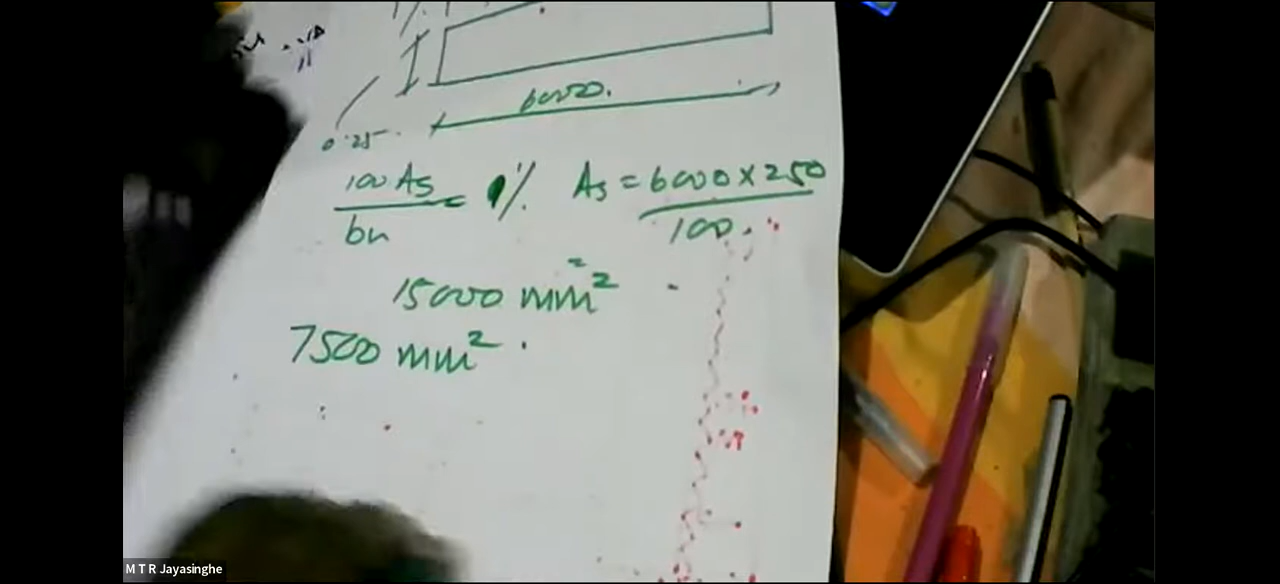 6000.
0.25
100 As / bh = 1% As = 6000 x 250 / 100.
15000 mm²
7500 mm².
M T R Jayasinghe